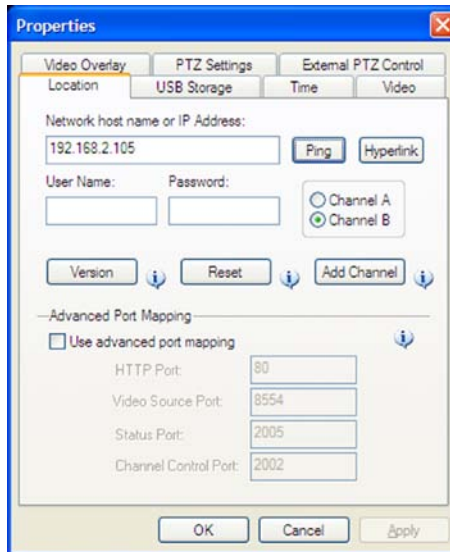 Properties
Video Overlay PTZ Settings External PTZ Control
Location USB Storage Time Video
Network host name or IP Address:
192.168.2.105 Ping Hyperlink
User Name: Password:
Channel A
Channel B
Version Reset Add Channel
Advanced Port Mapping
Use advanced port mapping
HTTP Port: 80
Video Source Port: 8554
Status Port: 2005
Channel Control Port: 2002
OK Cancel Apply